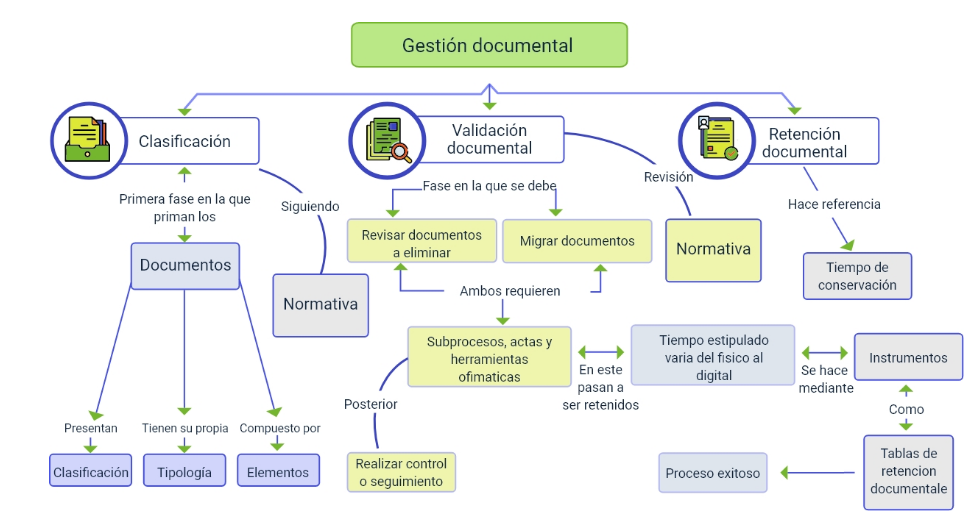 Gestión documental
Clasificación
Validación
documental
Retención
documental
Primera fase en la que
priman los
Siguiendo
Fase en la que se debe
Revisión
Hace referencia
Documentos
Normativa
Revisar documentos
a eliminar
Migrar documentos
Normativa
Tiempo de
conservación
Ambos requieren
Subprocesos, actas y
herramientas
ofimaticas
En este
pasan a
ser retenidos
Tiempo estipulado
varia del fisico al
digital
Se hace
mediante
Instrumentos
Posterior
Como
Presentan
Tienen su propia
Compuesto por
Clasificación
Tipología
Elementos
Realizar control
o seguimiento
Proceso exitoso
Tablas de
retencion
documentale